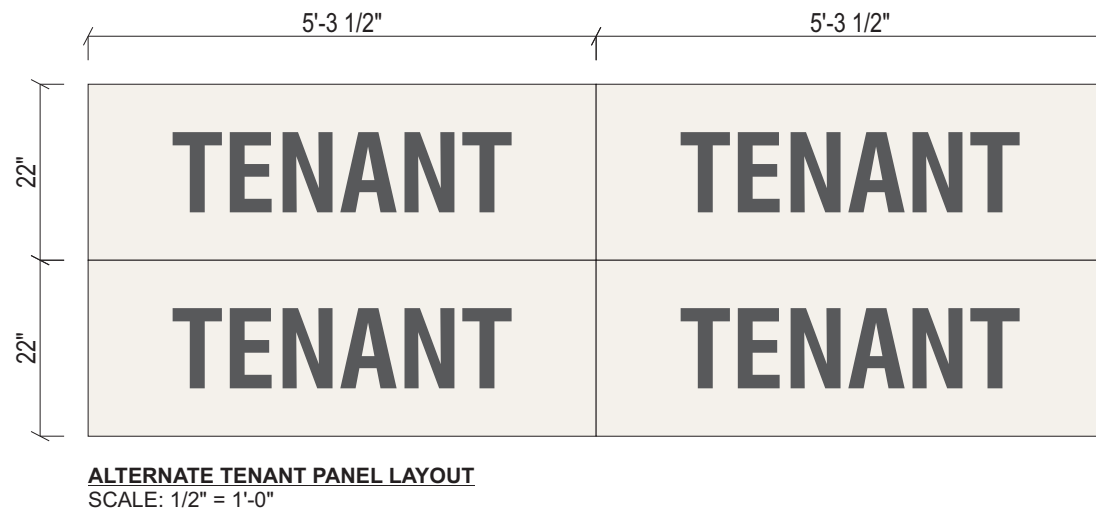 5'-3 1/2" 5'-3 1/2"
22"
TENANT TENANT
22"
TENANT TENANT
ALTERNATE TENANT PANEL LAYOUT
SCALE: 1/2" = 1'-0"